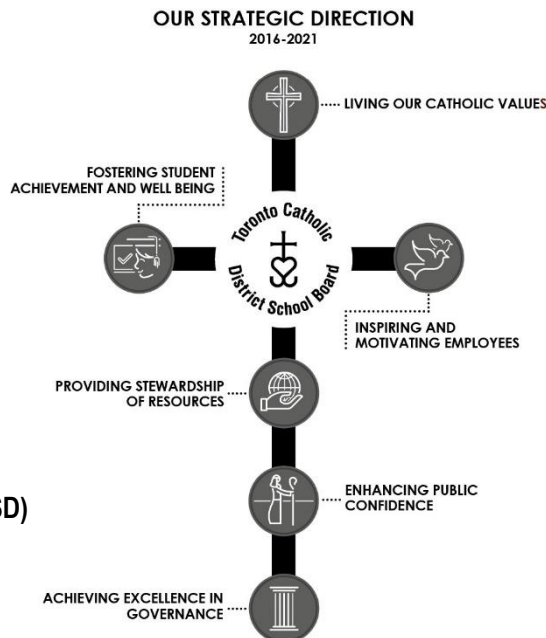 OUR STRATEGIC DIRECTION
2016-2021
LIVING OUR CATHOLIC VALUES
FOSTERING STUDENT
ACHIEVEMENT AND WELL BEING
Toronto Catholic
District School Board
INSPIRING AND
MOTIVATING EMPLOYEES
PROVIDING STEWARDSHIP
OF RESOURCES
SD)
ENHANCING PUBLIC
CONFIDENCE
ACHIEVING EXCELLENCE IN
GOVERNANCE